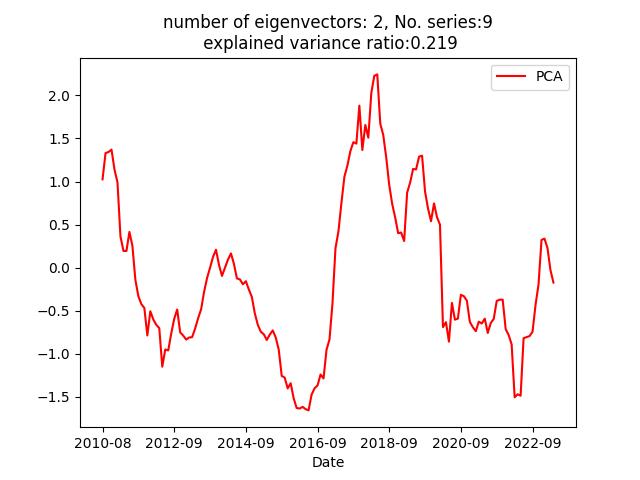 number of eigenvectors: 2, No. series:9
explained variance ratio:0.219
PCA
2.0
1.5
1.0
0.5
0.0
−0.5
−1.0
−1.5
2010-08 2012-09 2014-09 2016-09 2018-09 2020-09 2022-09
Date